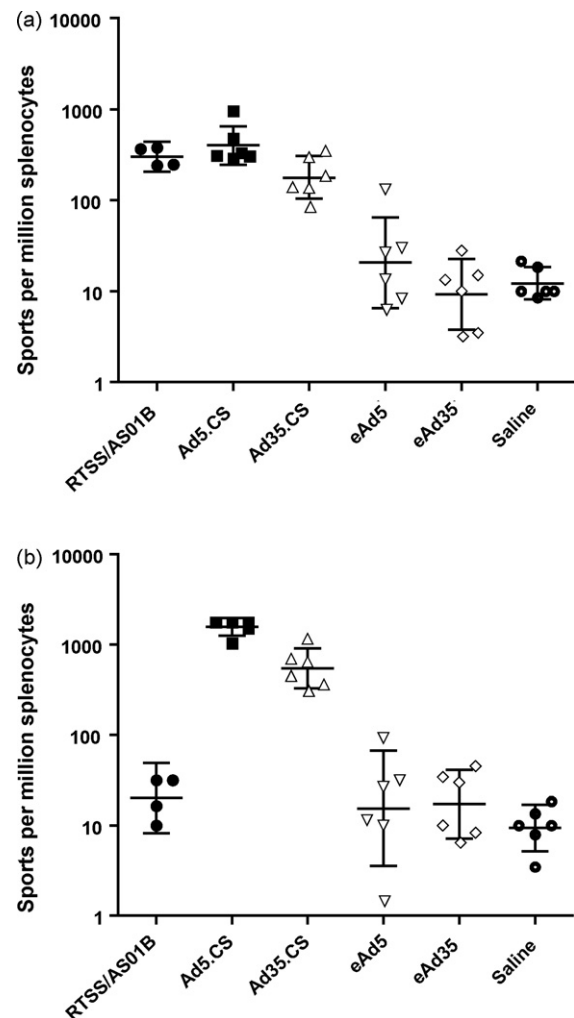 (a)
10000
1000
100
10
1
Sports per million splenocytes
RTSS/AS01B
Ad5.CS
Ad35.CS
eAd5
eAd35
Saline
(b)
10000
1000
100
10
1
Sports per million splenocytes
RTSS/AS01B
Ad5.CS
Ad35.CS
eAd5
eAd35
Saline